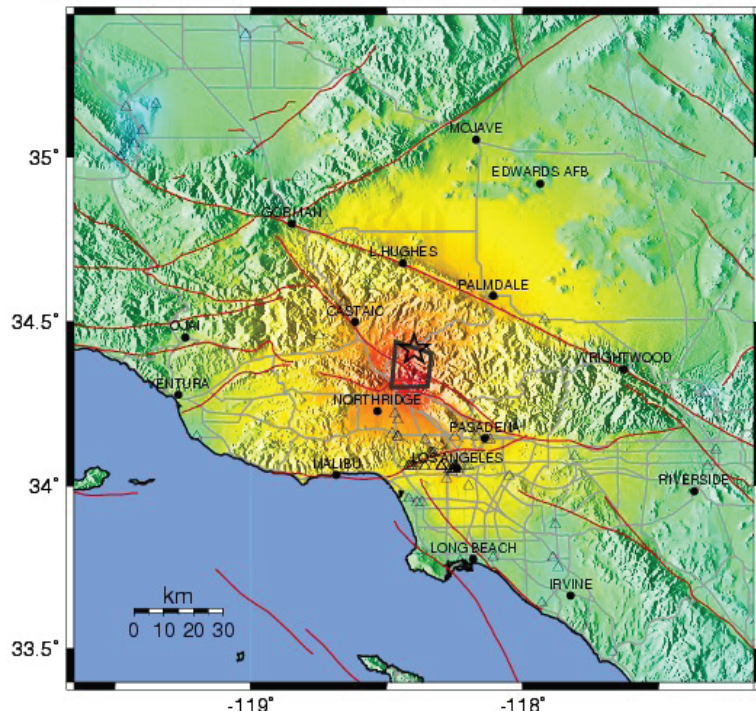 MOJAVE
35°
EDWARDS AFB
GORMAN
L.HUGHES
PALMDALE
CASTAIC
34.5°
OJAI
WRIGHTWOOD
VENTURA
NORTHRIDGE
PASADENA
LOS ANGELES
MALIBU
RIVERSIDE
34°
LONG BEACH
km
IRVINE
0 5 10 20 30
33.5°
-119° -118°